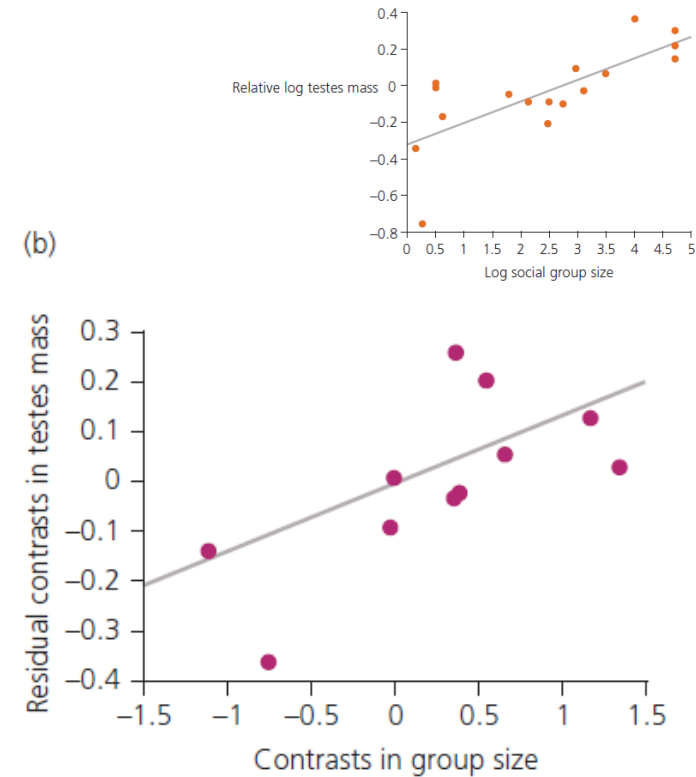 0.4
0.2
Relative log testes mass 0
–0.2
–0.4
–0.6
–0.8
0 0.5 1 1.5 2 2.5 3 3.5 4 4.5 5
Log social group size
(b)
Residual contrasts in testes mass
0.3
0.2
0.1
0
–0.1
–0.2
–0.3
–0.4
–1.5 –1 –0.5 0 0.5 1 1.5
Contrasts in group size